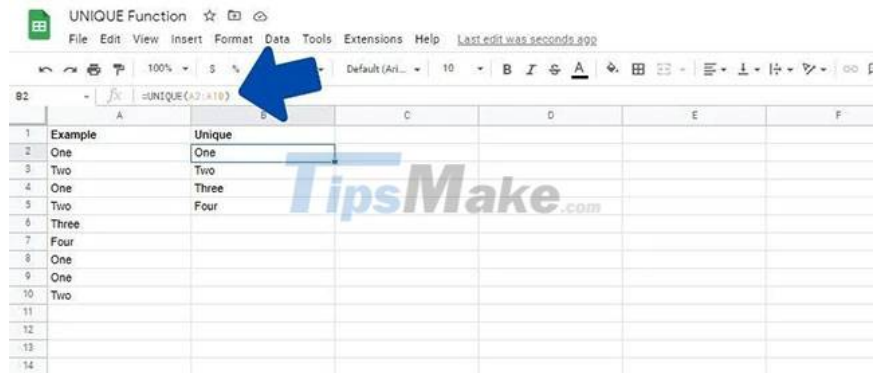 UNIQUE Function
File Edit View Insert Format Data Tools Extensions Help Last edit was seconds ago
100% $ % Default (Ari... 10 B I S A
B2 fx =UNIQUE(A2:A10)
A B C D E F
1 Example Unique
2 One One
3 Two Two
4 One Three
5 Two Four
6 Three
7 Four
8 One
9 One
10 Two
11
12
13
14
TipsMake.com